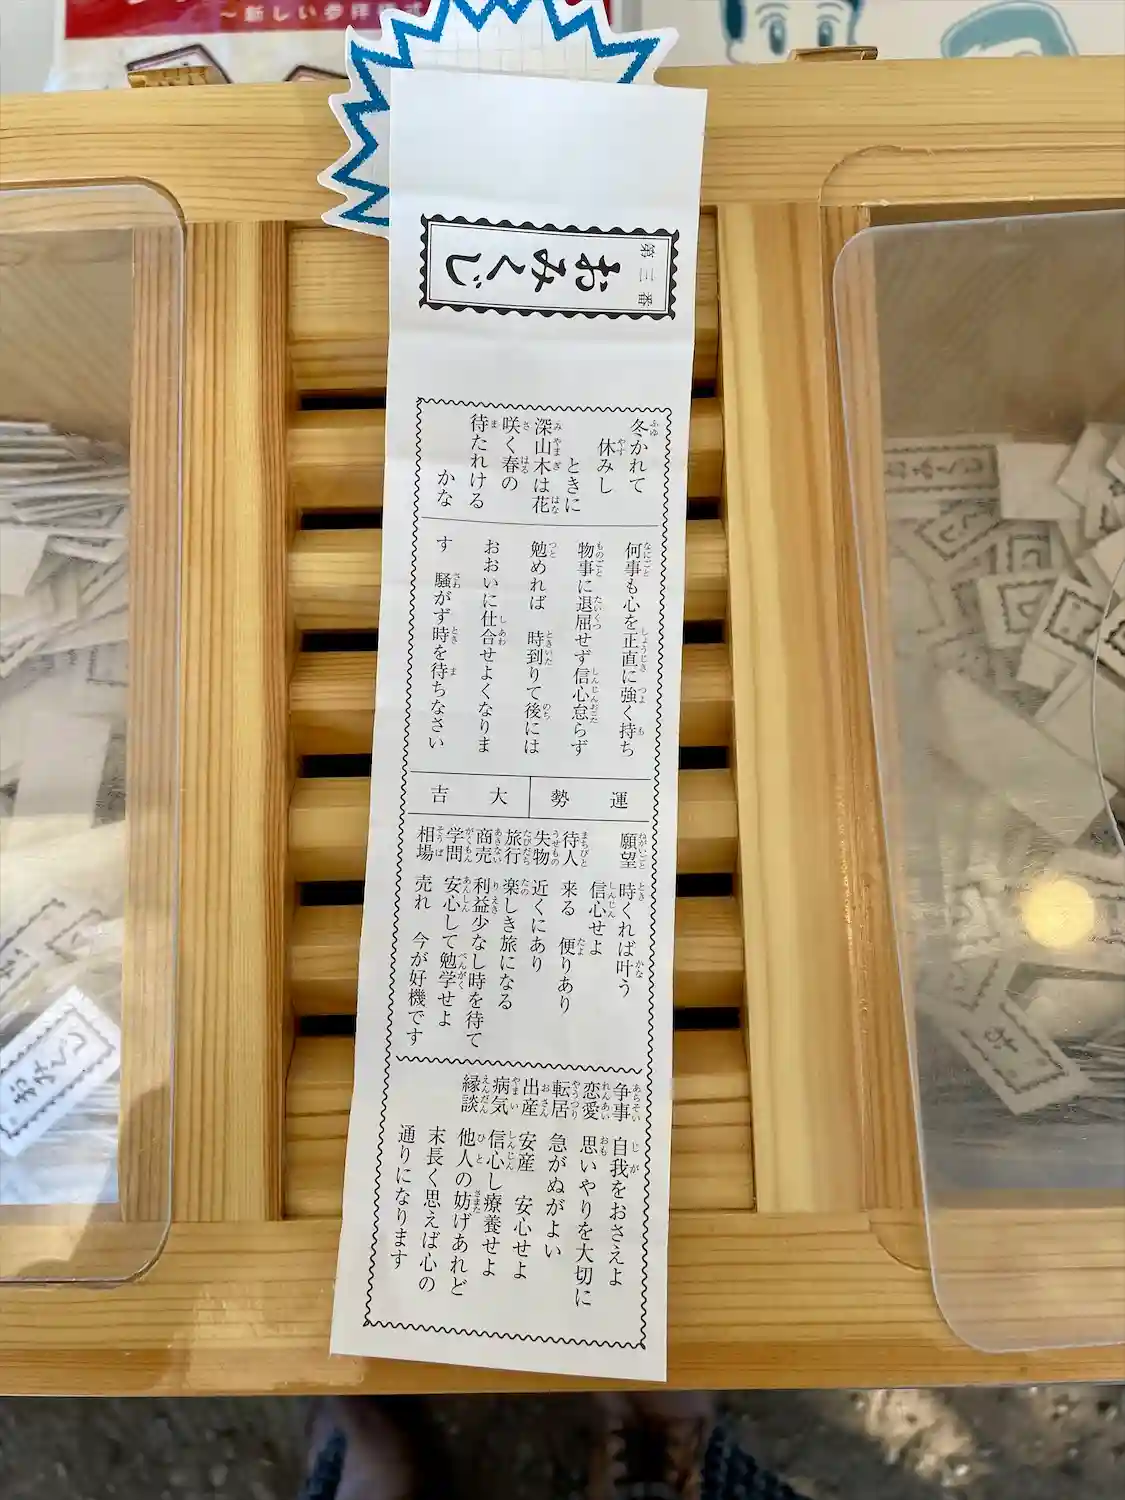 ～新しい参拝
第三番
おみくじ
冬かれて
休みし
ときに
深山木は花
咲く春の
待たれける
かな
何事も心を正直に強く持ち
物事に退屈せず信心怠らず
勉めれば　時到りて後には
おおいに仕合せよくなりま
す　騒がず時を待ちなさい
運勢
大吉
願望　時くれば叶う
信心せよ
待人　来る　便りあり
失物　近くにあり
旅行　楽しき旅になる
商売　利益少なし時を待て
学問　安心して勉学せよ
相場　売れ　今が好機です
争事　自我をおさえよ
恋愛　思いやりを大切に
転居　急がぬがよい
出産　安産　安心せよ
病気　信心し療養せよ
縁談　他人の妨げあれど
末長く思えば心の
通りになります
おみくじ